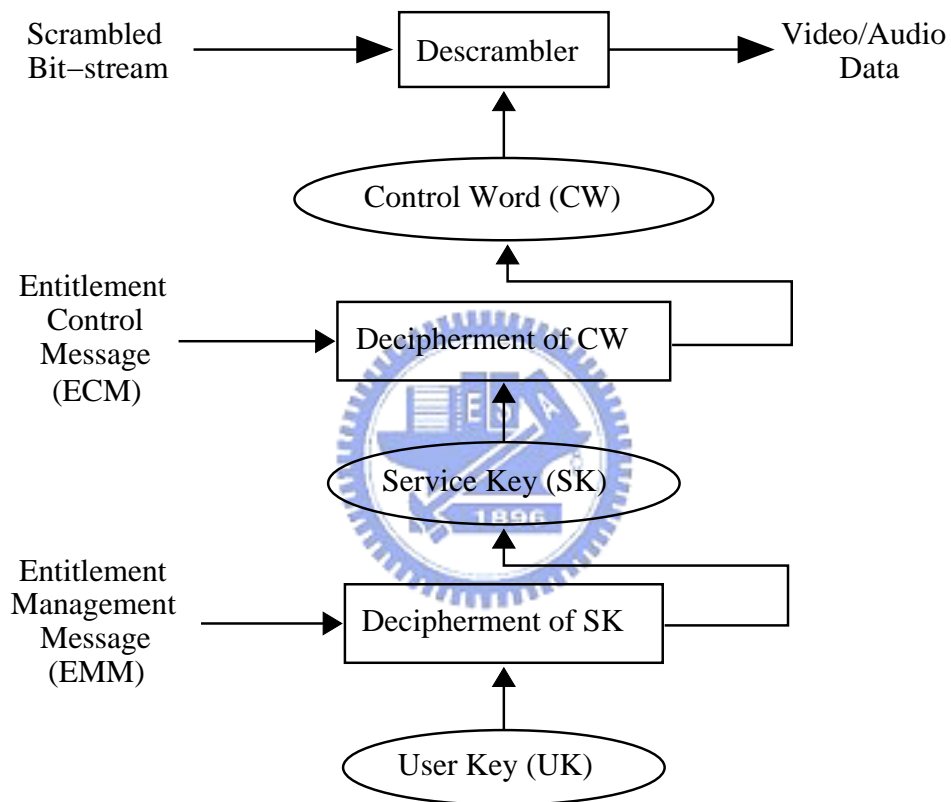 Scrambled
Bit−stream
Descrambler
Video/Audio
Data
Control Word (CW)
Entitlement
Control
Message
(ECM)
Decipherment of CW
Service Key (SK)
1896
Entitlement
Management
Message
(EMM)
Decipherment of SK
User Key (UK)